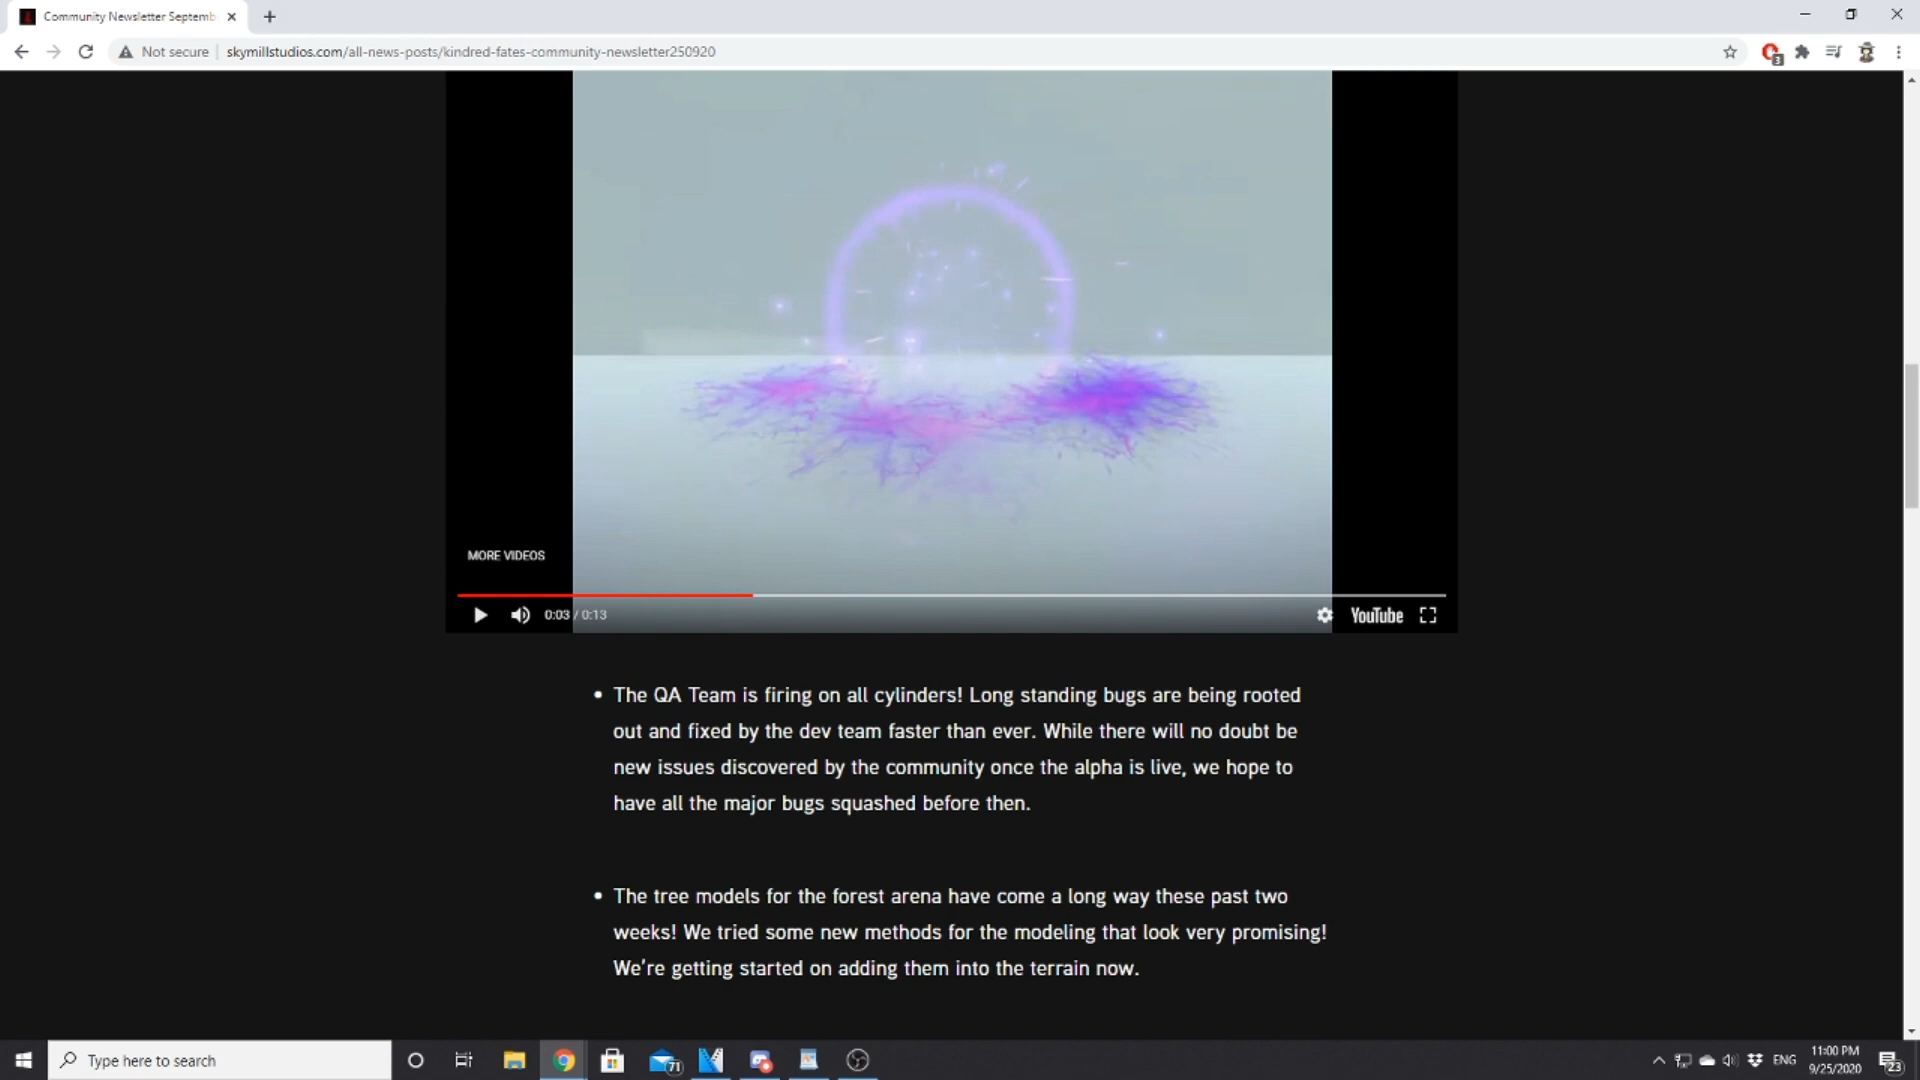 Community Newsletter Septemb
Not secure
skymillstudios.com/all-news-posts/kindred-fates-community-newsletter250920
3
MORE VIDEOS
0:03 / 0:13
YouTube
• The QA Team is firing on all cylinders! Long standing bugs are being rooted
out and fixed by the dev team faster than ever. While there will no doubt be
new issues discovered by the community once the alpha is live, we hope to
have all the major bugs squashed before then.
• The tree models for the forest arena have come a long way these past two
weeks! We tried some new methods for the modeling that look very promising!
We’re getting started on adding them into the terrain now.
Type here to search
71
ENG
11:00 PM
9/25/2020
23